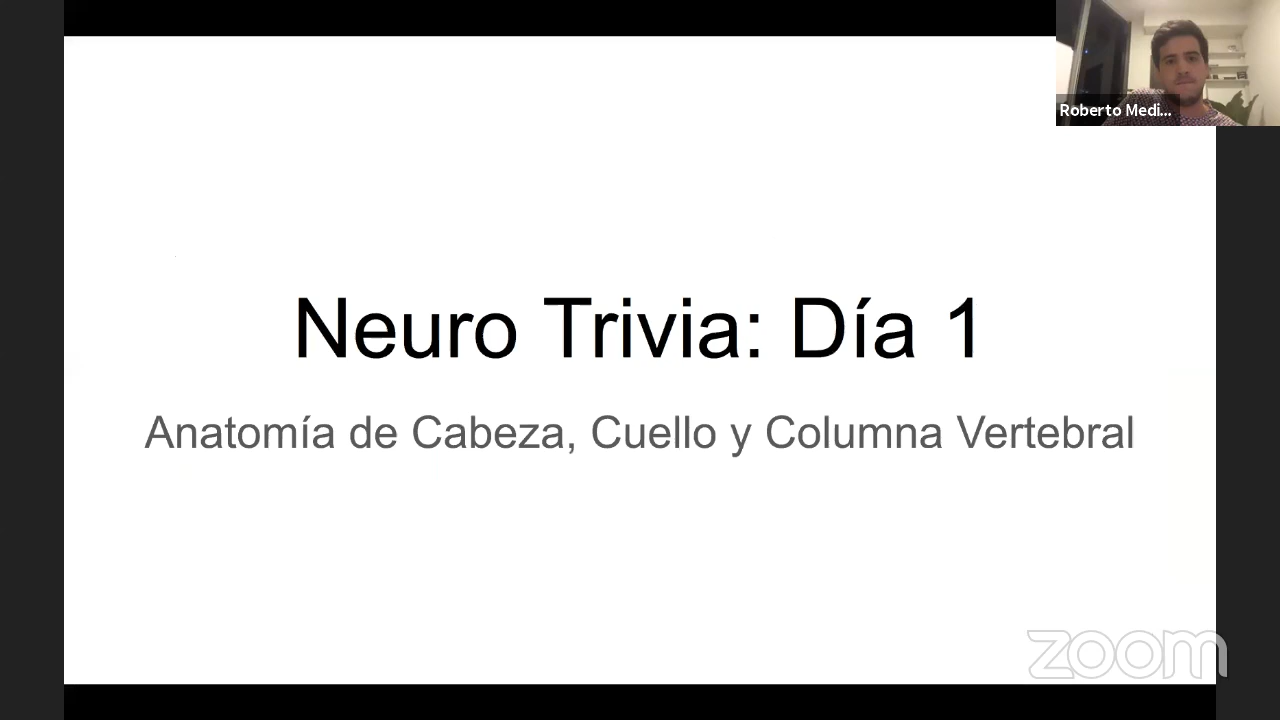 Roberto Medi...
Neuro Trivia: Día 1
Anatomía de Cabeza, Cuello y Columna Vertebral
zoom